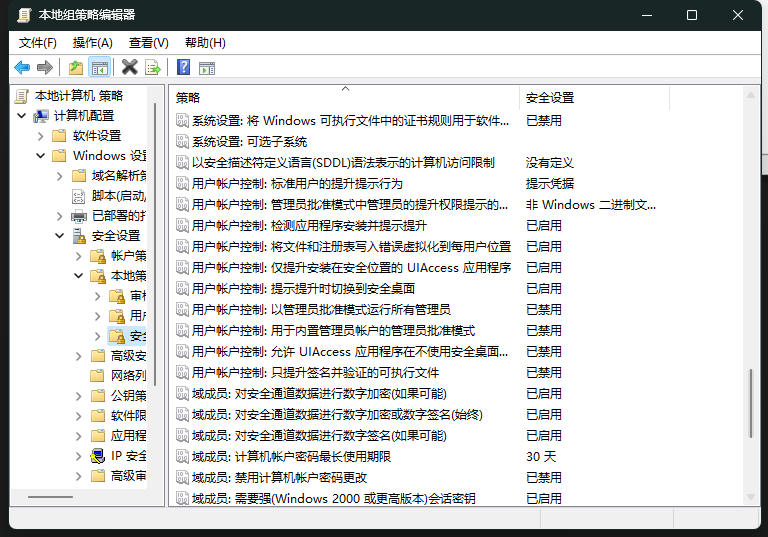 本地组策略编辑器
文件(F) 操作(A) 查看(V) 帮助(H)
本地计算机 策略
计算机配置
软件设置
Windows 设置
域名解析策
脚本(启动/
已部署的打
安全设置
帐户策
本地策
审核
用户
安全
高级安
网络列
公钥策
软件限
应用程
IP 安全
高级审
策略 安全设置
系统设置: 将 Windows 可执行文件中的证书规则用于软件... 已禁用
系统设置: 可选子系统
以安全描述符定义语言(SDDL)语法表示的计算机访问限制 没有定义
用户帐户控制: 标准用户的提升提示行为 提示凭据
用户帐户控制: 管理员批准模式中管理员的提升权限提示的... 非 Windows 二进制文...
用户帐户控制: 检测应用程序安装并提示提升 已启用
用户帐户控制: 将文件和注册表写入错误虚拟化到每用户位置 已启用
用户帐户控制: 仅提升安装在安全位置的 UIAccess 应用程序 已启用
用户帐户控制: 提示提升时切换到安全桌面 已启用
用户帐户控制: 以管理员批准模式运行所有管理员 已禁用
用户帐户控制: 用于内置管理员帐户的管理员批准模式 已禁用
用户帐户控制: 允许 UIAccess 应用程序在不使用安全桌面... 已禁用
用户帐户控制: 只提升签名并验证的可执行文件 已禁用
域成员: 对安全通道数据进行数字加密(如果可能) 已启用
域成员: 对安全通道数据进行数字加密或数字签名(始终) 已启用
域成员: 对安全通道数据进行数字签名(如果可能) 已启用
域成员: 计算机帐户密码最长使用期限 30 天
域成员: 禁用计算机帐户密码更改 已禁用
域成员: 需要强(Windows 2000 或更高版本)会话密钥 已启用